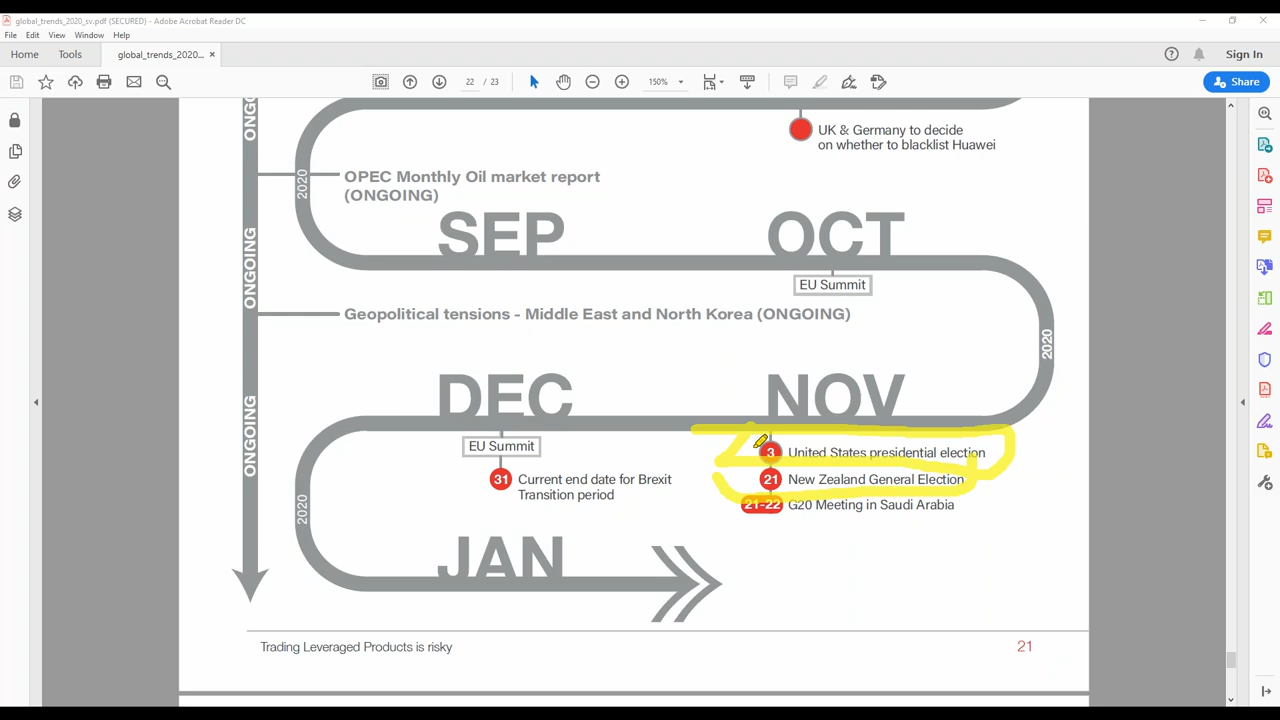 global_trends_2020_sv.pdf (SECURED) - Adobe Acrobat Reader DC
File Edit View Window Help
Home Tools global_trends_2020... × Sign In
22 / 23 150% Share
ONGOING
UK & Germany to decide
on whether to blacklist Huawei
2020
OPEC Monthly Oil market report
(ONGOING)
SEP OCT
EU Summit
ONGOING
Geopolitical tensions - Middle East and North Korea (ONGOING)
2020
DEC NOV
EU Summit
3 United States presidential election
ONGOING
31 Current end date for Brexit
Transition period
21 New Zealand General Election
21-22 G20 Meeting in Saudi Arabia
2020
JAN
Trading Leveraged Products is risky 21